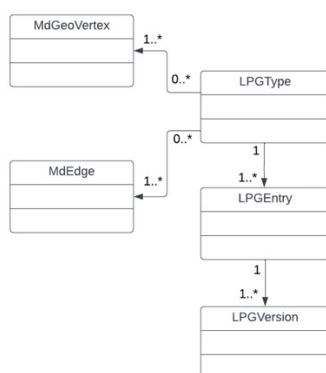 MdGeoVertex
1..*
0..*
LPGType
0..*
MdEdge
1..*
1
1..*
LPGEntry
1
1..*
LPGVersion